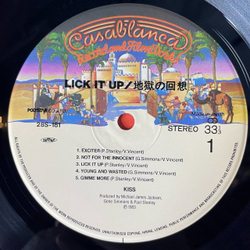 Casablanca
Record and FilmWorks
LICK IT UP/地獄の回想
28S-181
STEREO 33⅓
1
1. EXCITER (P.Stanley/V.Vincent)
2. NOT FOR THE INNOCENT (G.Simmons/V.Vincent)
3. LICK IT UP (P.Stanley/V.Vincent)
4. YOUNG AND WASTED (G.Simmons/V.Vincent)
5. GIMME MORE (P.Stanley/V.Vincent)
KISS
Produced by Michael James Jackson,
Gene Simmons & Paul Stanley